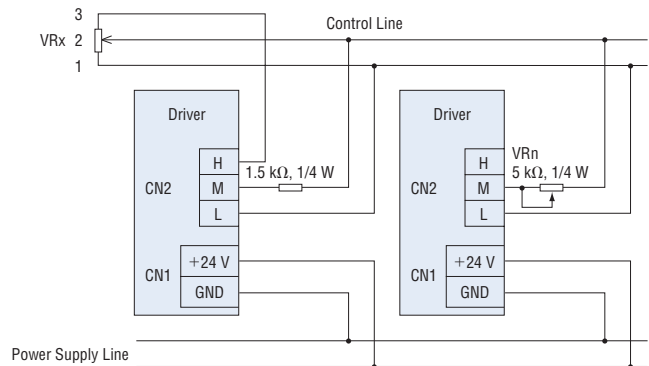 3
Control Line
VRx 2
1
Driver
Driver
H
1.5 kΩ, 1/4 W
CN2
M
L
H
VRn
5 kΩ, 1/4 W
CN2
M
L
+24 V
CN1
GND
+24 V
CN1
GND
Power Supply Line